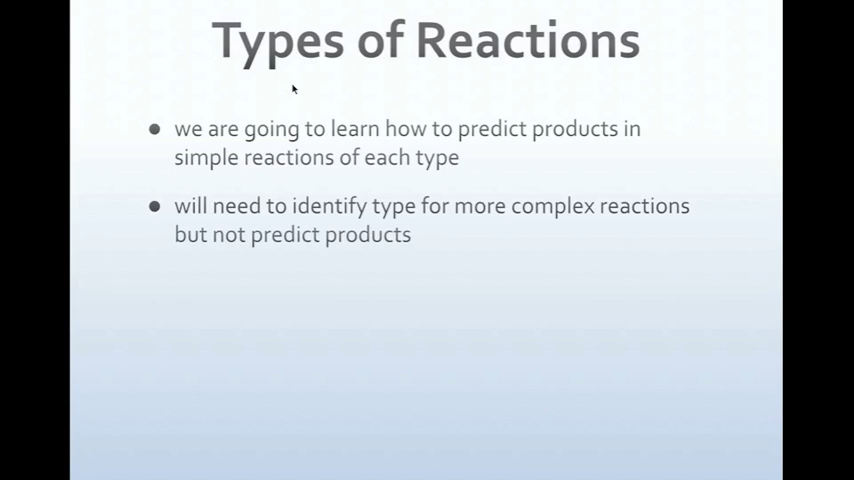 Types of Reactions
• we are going to learn how to predict products in
simple reactions of each type
• will need to identify type for more complex reactions
but not predict products